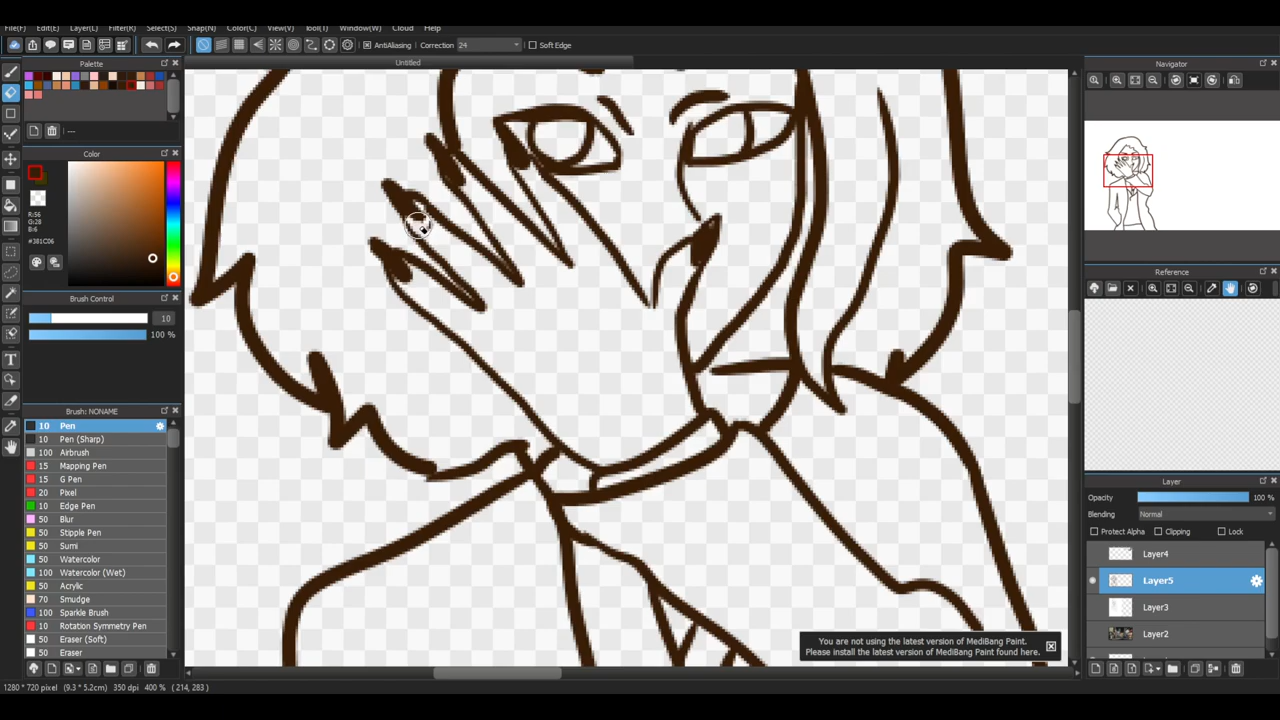 File(F) Edit(E) Layer(L) Filter(R) Select(S) Snap(N) Color(C) View(V) Tool(T) Window(W) Cloud Help
AntiAliasing Correction 24 Soft Edge
Palette
Untitled
Navigator
---
Color
R:56
G:28
B:6
#381C06
Brush Control
10
100 %
Brush: NONAME
10 Pen
10 Pen (Sharp)
100 Airbrush
15 Mapping Pen
15 G Pen
20 Pixel
10 Edge Pen
50 Blur
50 Stipple Pen
50 Sumi
50 Watercolor
100 Watercolor (Wet)
50 Acrylic
70 Smudge
100 Sparkle Brush
10 Rotation Symmetry Pen
50 Eraser (Soft)
50 Eraser
Reference
Layer
Opacity 100 %
Blending Normal
Protect Alpha Clipping Lock
Layer4
Layer5
Layer3
Layer2
You are not using the latest version of MediBang Paint.
Please install the latest version of MediBang Paint found here.
1280 * 720 pixel (9.3 * 5.2cm) 350 dpi 400 % ( 214, 283 )